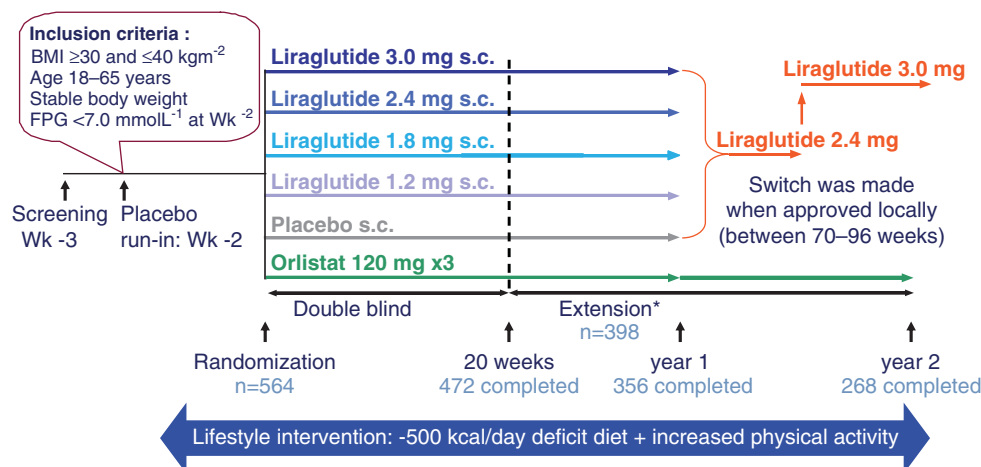 Inclusion criteria :
BMI ≥30 and ≤40 kgm-2
Age 18–65 years
Stable body weight
FPG <7.0 mmolL-1 at Wk -2
Liraglutide 3.0 mg s.c.
Liraglutide 2.4 mg s.c.
Liraglutide 1.8 mg s.c.
Liraglutide 1.2 mg s.c.
Placebo s.c.
Orlistat 120 mg x3
Liraglutide 3.0 mg
Liraglutide 2.4 mg
Switch was made
when approved locally
(between 70–96 weeks)
Screening
Wk -3
Placebo
run-in: Wk -2
Double blind
Extension*
n=398
Randomization
n=564
20 weeks
472 completed
year 1
356 completed
year 2
268 completed
Lifestyle intervention: -500 kcal/day deficit diet + increased physical activity